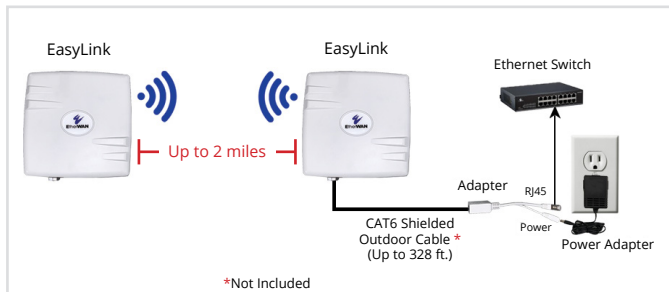 EasyLink
EasyLink
Ethernet Switch
EtherWAN
EtherWAN
Up to 2 miles
Adapter
RJ45
Power
CAT6 Shielded
Outdoor Cable *
(Up to 328 ft.)
Power Adapter
*Not Included